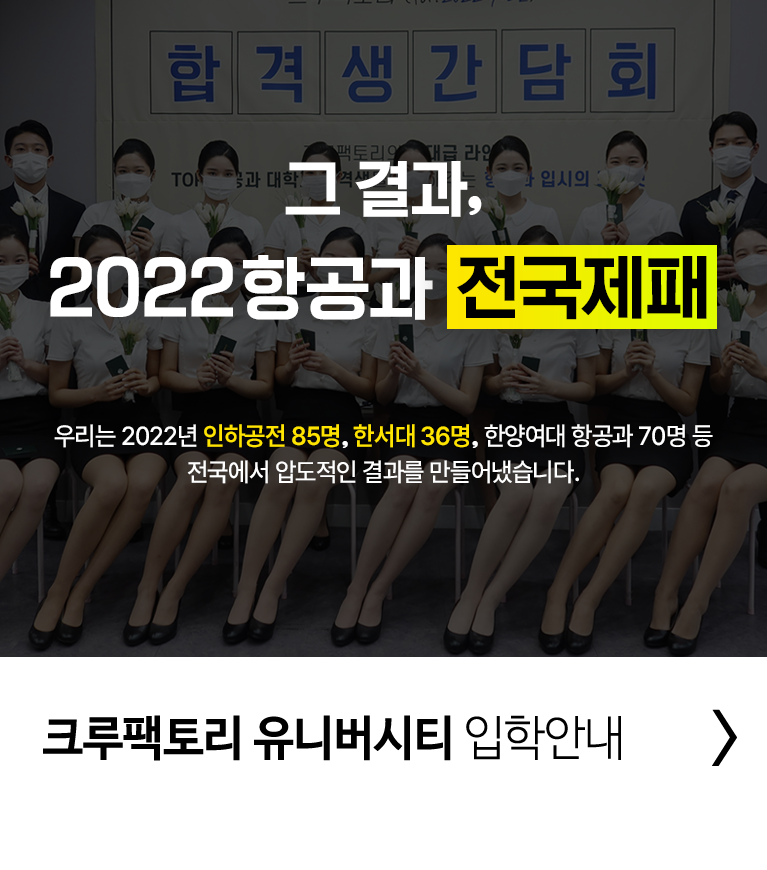 합격생간담회
그 결과,
2022 항공과 전국제패
우리는 2022년 인하공전 85명, 한서대 36명, 한양여대 항공과 70명 등
전국에서 압도적인 결과를 만들어냈습니다.
크루팩토리 유니버시티 입학안내